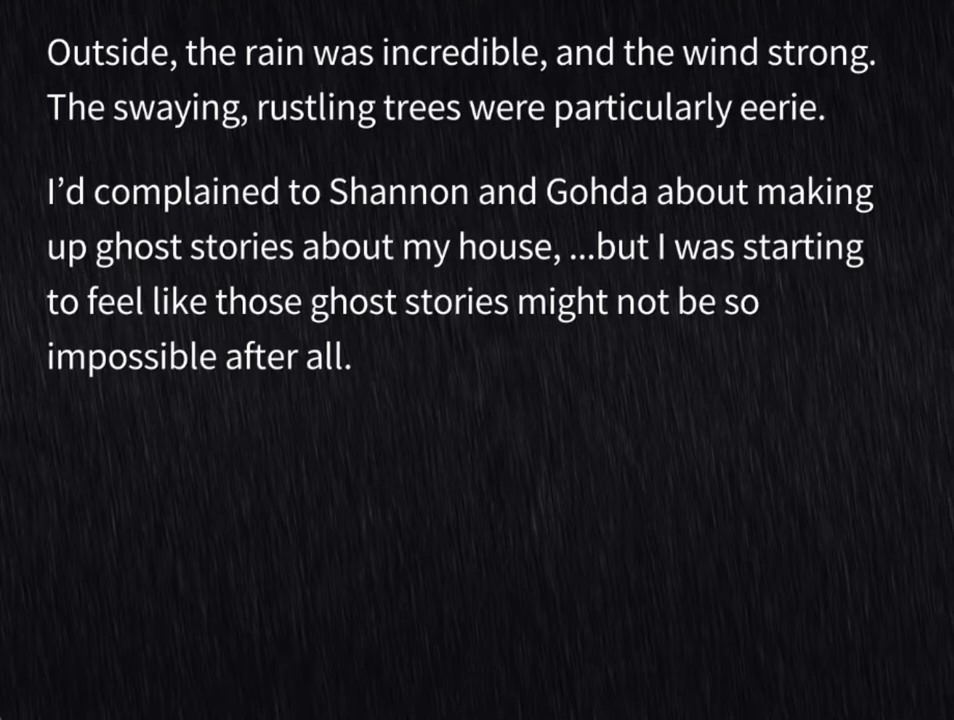 Outside, the rain was incredible, and the wind strong.
The swaying, rustling trees were particularly eerie.
I’d complained to Shannon and Gohda about making
up ghost stories about my house, ...but I was starting
to feel like those ghost stories might not be so
impossible after all.